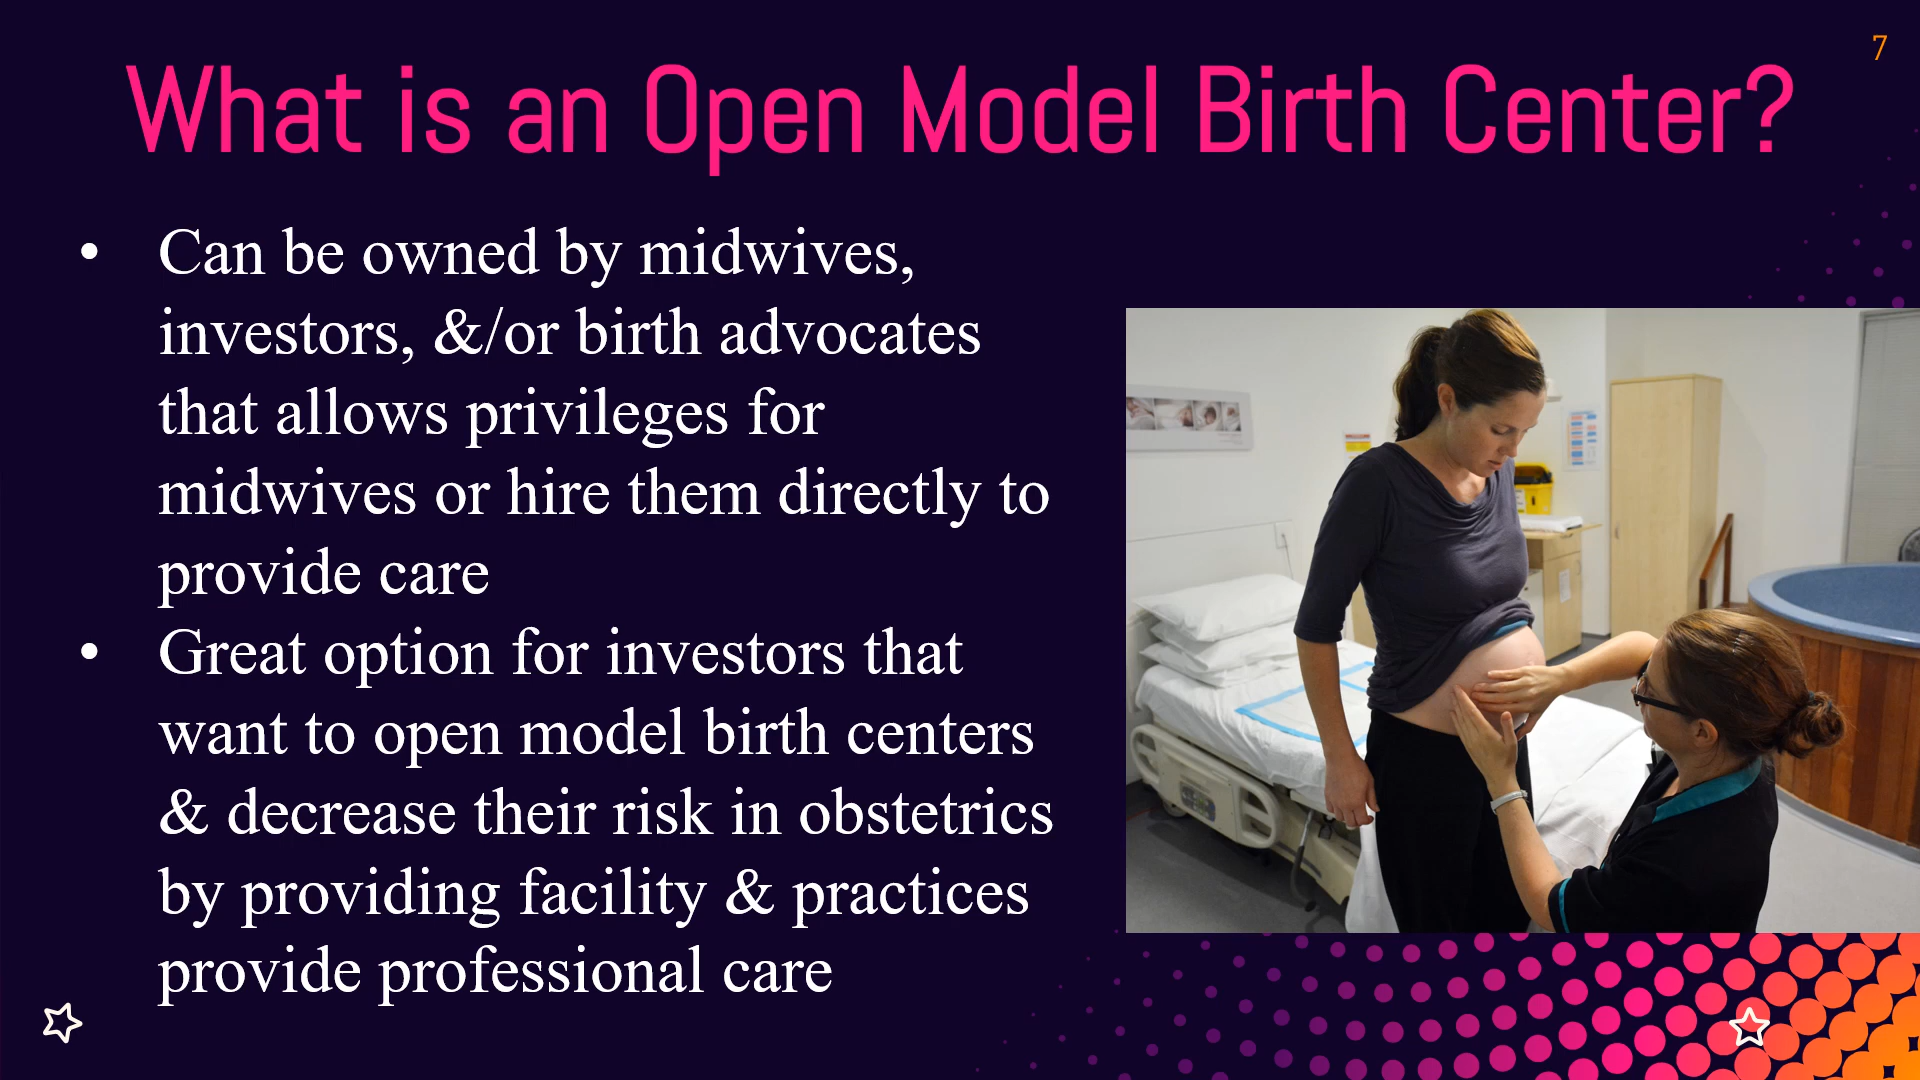 7
What is an Open Model Birth Center?
• Can be owned by midwives,
investors, &/or birth advocates
that allows privileges for
midwives or hire them directly to
provide care
• Great option for investors that
want to open model birth centers
& decrease their risk in obstetrics
by providing facility & practices
provide professional care